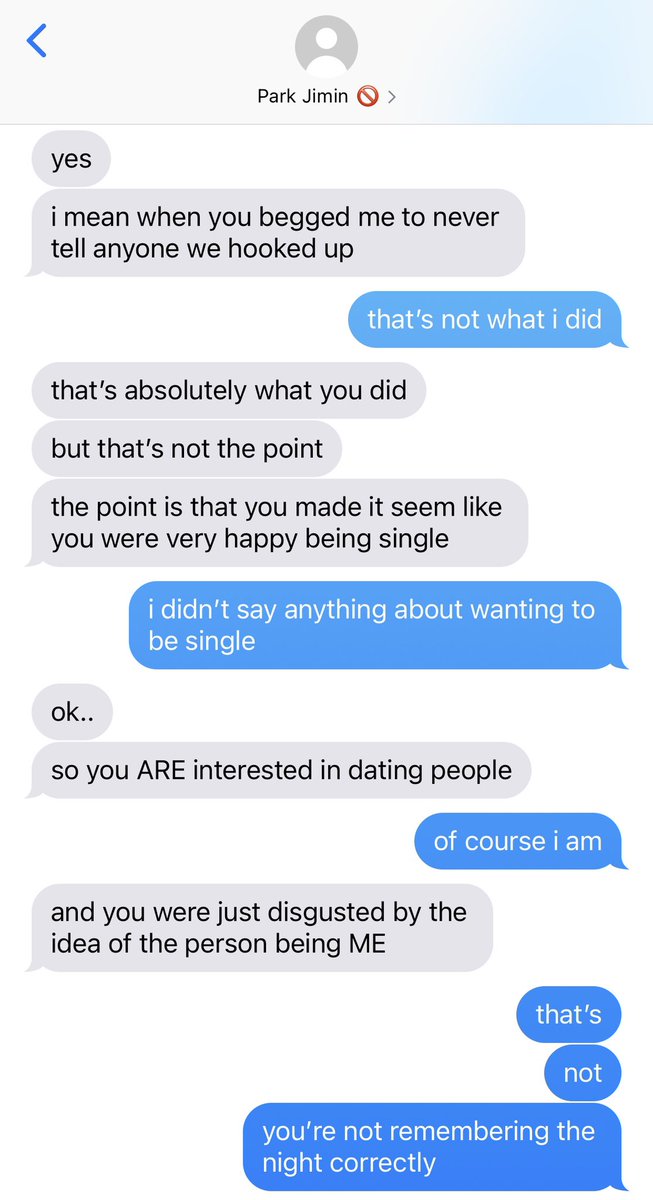 Park Jimin 🚫
yes
i mean when you begged me to never
tell anyone we hooked up
that's not what i did
that's absolutely what you did
but that's not the point
the point is that you made it seem like
you were very happy being single
i didn't say anything about wanting to
be single
ok..
so you ARE interested in dating people
of course i am
and you were just disgusted by the
idea of the person being ME
that's
not
you're not remembering the
night correctly